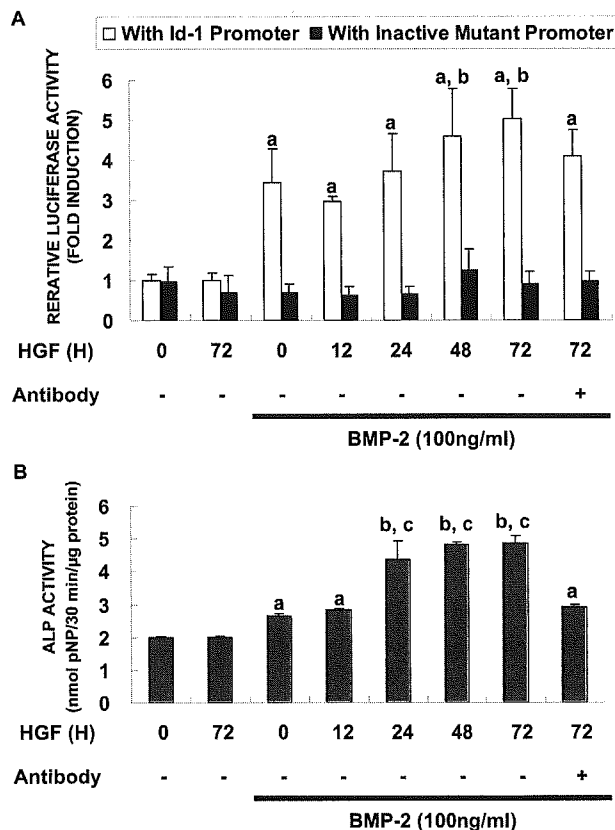 A
With Id-1 Promoter With Inactive Mutant Promoter
RERATIVE LUCIFERASE ACTIVITY
(FOLD INDUCTION)
6
5
4
3
2
1
0
a a a a, b a, b a
HGF (H) 0 72 0 12 24 48 72 72
Antibody - - - - - - - +
BMP-2 (100ng/ml)
B
ALP ACTIVITY
(nmol pNP/30 min/µg protein)
6
5
4
3
2
1
0
a a b, c b, c b, c a
HGF (H) 0 72 0 12 24 48 72 72
Antibody - - - - - - - +
BMP-2 (100ng/ml)